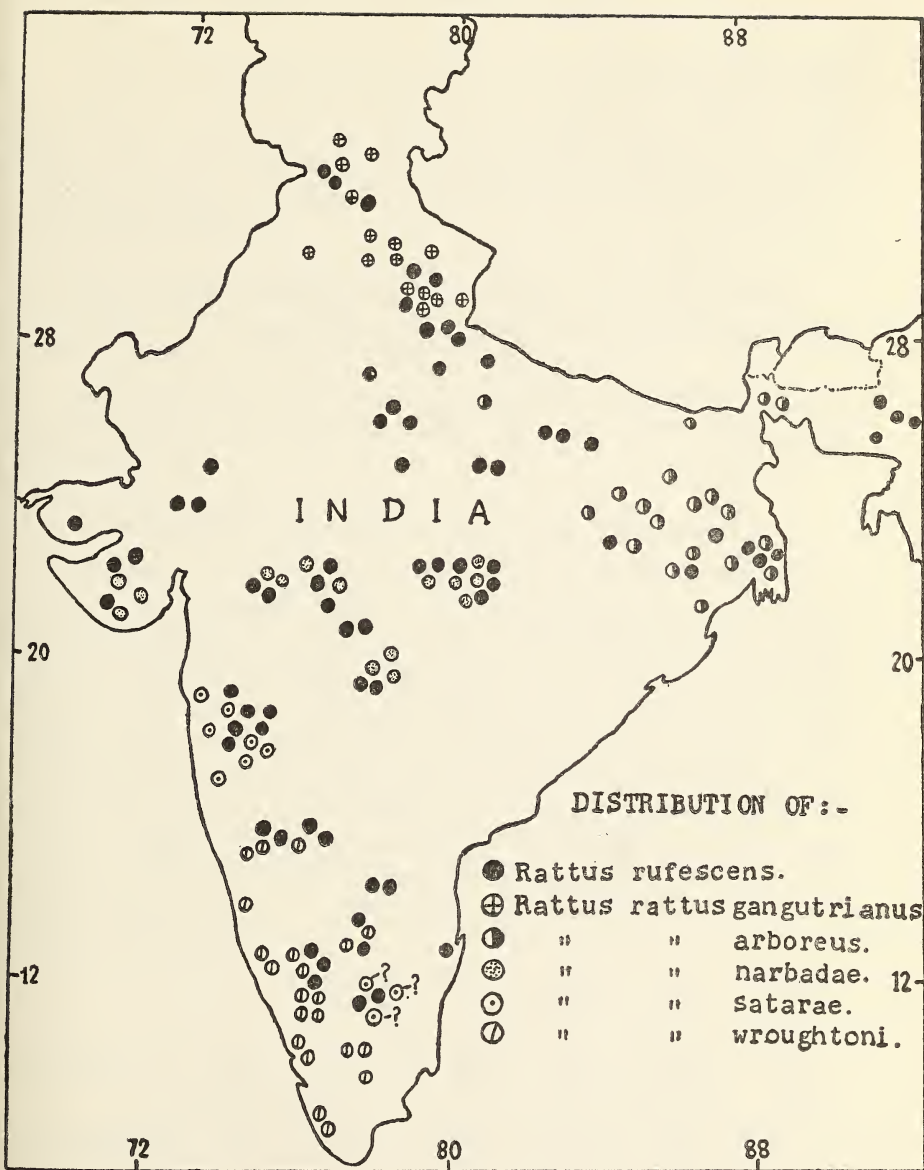 72 80 88
28 28
INDIA
20 20
DISTRIBUTION OF:-
Rattus rufescens.
Rattus rattus gangutrianus
" " arboreus.
12 " " narbadae. 12
-? -?
" " satarae.
-?
" " wroughtoni.
72 80 88